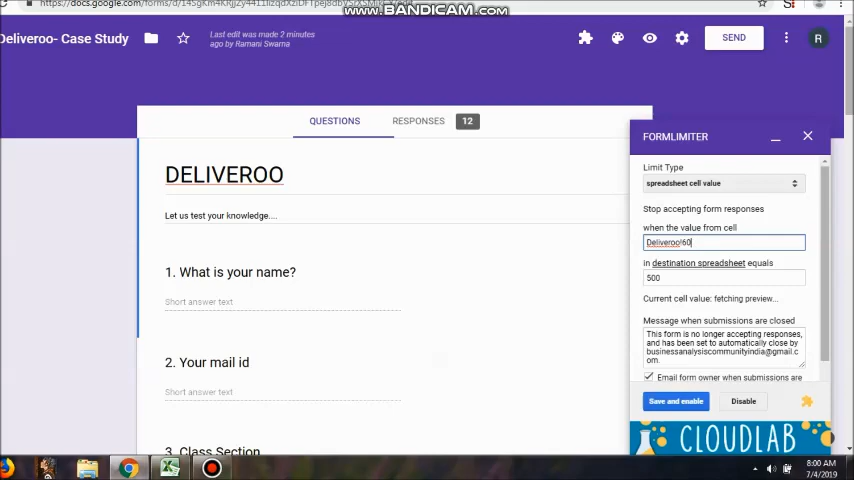 www.BANDICAM.com
Deliveroo- Case Study
Last edit was made 2 minutes
ago by Ramani Swarna
SEND
R
QUESTIONS
RESPONSES
12
DELIVEROO
Let us test your knowledge....
1. What is your name?
Short answer text
2. Your mail id
Short answer text
3. Class Section
FORMLIMITER
Limit Type
spreadsheet cell value
Stop accepting form responses
when the value from cell
Deliveroo!60
in destination spreadsheet equals
500
Current cell value: fetching preview...
Message when submissions are closed
This form is no longer accepting responses,
and has been set to automatically close by
businessanalysiscommunityindia@gmail.c
om.
Email form owner when submissions are
Save and enable
Disable
CLOUDLAB
8:00 AM
7/4/2019